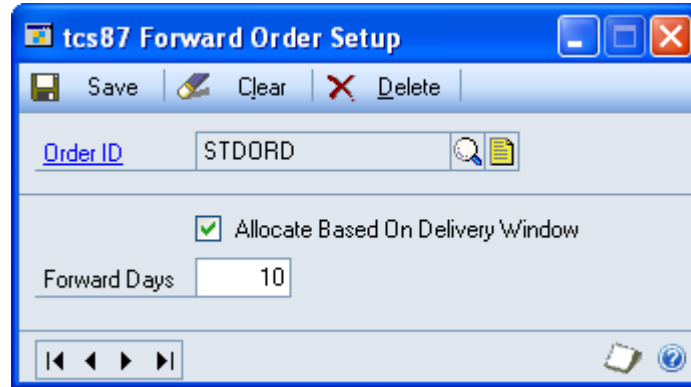 tcs87 Forward Order Setup
Save Clear Delete
Order ID STDORD
Allocate Based On Delivery Window
Forward Days 10